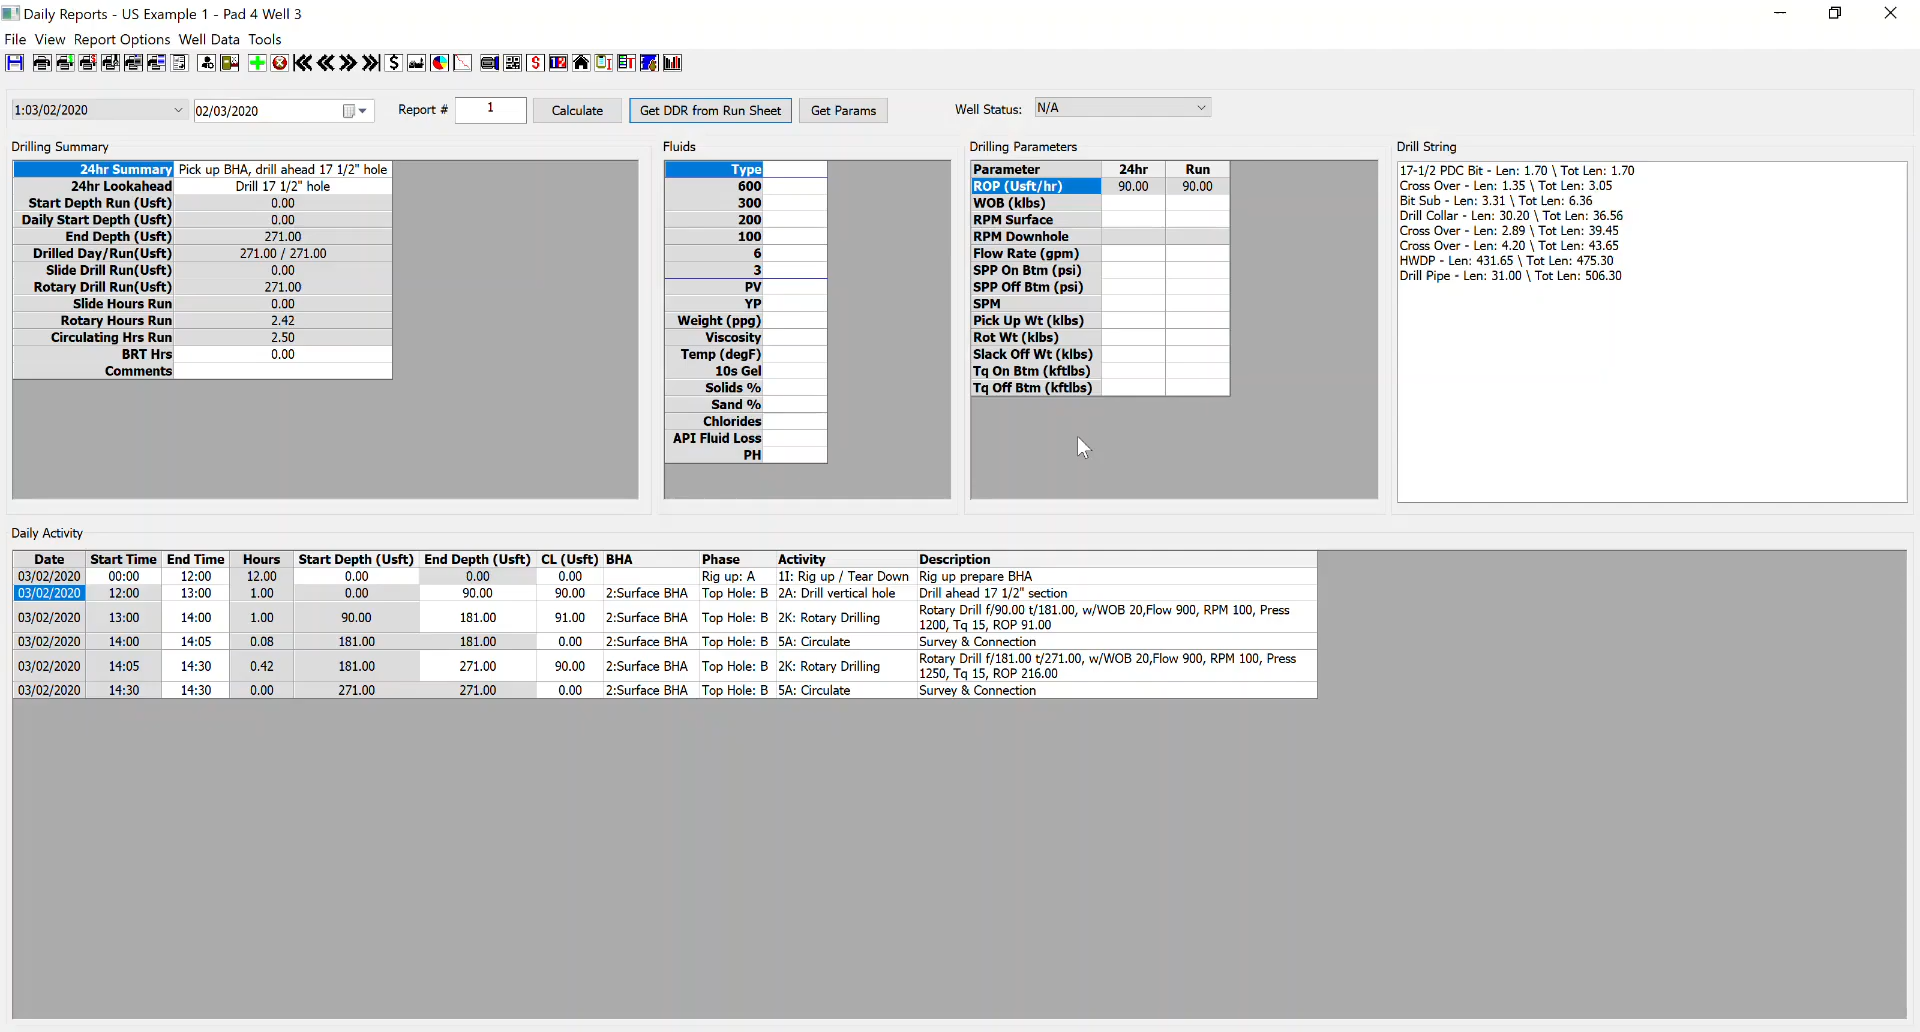 Daily Reports - US Example 1 - Pad 4 Well 3
File View Report Options Well Data Tools
1:03/02/2020 02/03/2020 Report # 1 Calculate Get DDR from Run Sheet Get Params Well Status: N/A
Drilling Summary
24hr Summary Pick up BHA, drill ahead 17 1/2" hole
24hr Lookahead Drill 17 1/2" hole
Start Depth Run (Usft) 0.00
Daily Start Depth (Usft) 0.00
End Depth (Usft) 271.00
Drilled Day/Run(Usft) 271.00 / 271.00
Slide Drill Run(Usft) 0.00
Rotary Drill Run(Usft) 271.00
Slide Hours Run 0.00
Rotary Hours Run 2.42
Circulating Hrs Run 2.50
BRT Hrs 0.00
Comments
Fluids
Type
600
300
200
100
6
3
PV
YP
Weight (ppg)
Viscosity
Temp (degF)
10s Gel
Solids %
Sand %
Chlorides
API Fluid Loss
PH
Drilling Parameters
Parameter 24hr Run
ROP (Usft/hr) 90.00 90.00
WOB (klbs)
RPM Surface
RPM Downhole
Flow Rate (gpm)
SPP On Btm (psi)
SPP Off Btm (psi)
SPM
Pick Up Wt (klbs)
Rot Wt (klbs)
Slack Off Wt (klbs)
Tq On Btm (kftlbs)
Tq Off Btm (kftlbs)
Drill String
17-1/2 PDC Bit - Len: 1.70 \ Tot Len: 1.70
Cross Over - Len: 1.35 \ Tot Len: 3.05
Bit Sub - Len: 3.31 \ Tot Len: 6.36
Drill Collar - Len: 30.20 \ Tot Len: 36.56
Cross Over - Len: 2.89 \ Tot Len: 39.45
Cross Over - Len: 4.20 \ Tot Len: 43.65
HWDP - Len: 431.65 \ Tot Len: 475.30
Drill Pipe - Len: 31.00 \ Tot Len: 506.30
Daily Activity
Date Start Time End Time Hours Start Depth (Usft) End Depth (Usft) CL (Usft) BHA Phase Activity Description
03/02/2020 00:00 12:00 12.00 0.00 0.00 0.00 Rig up: A 1I: Rig up / Tear Down Rig up prepare BHA
03/02/2020 12:00 13:00 1.00 0.00 90.00 90.00 2:Surface BHA Top Hole: B 2A: Drill vertical hole Drill ahead 17 1/2" section
03/02/2020 13:00 14:00 1.00 90.00 181.00 91.00 2:Surface BHA Top Hole: B 2K: Rotary Drilling Rotary Drill f/90.00 t/181.00, w/WOB 20,Flow 900, RPM 100, Press
1200, Tq 15, ROP 91.00
03/02/2020 14:00 14:05 0.08 181.00 181.00 0.00 2:Surface BHA Top Hole: B 5A: Circulate Survey & Connection
03/02/2020 14:05 14:30 0.42 181.00 271.00 90.00 2:Surface BHA Top Hole: B 2K: Rotary Drilling Rotary Drill f/181.00 t/271.00, w/WOB 20,Flow 900, RPM 100, Press
1250, Tq 15, ROP 216.00
03/02/2020 14:30 14:30 0.00 271.00 271.00 0.00 2:Surface BHA Top Hole: B 5A: Circulate Survey & Connection